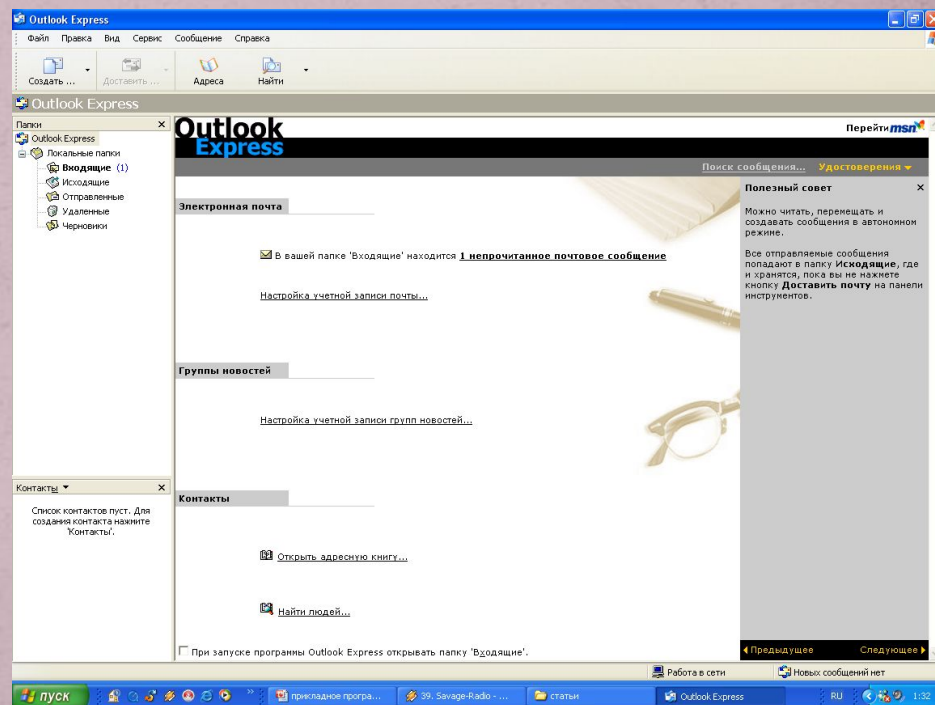 Outlook Express
Файл Правка Вид Сервис Сообщение Справка
Создать ... Доставить ... Адреса Найти
Outlook Express
Папки
Outlook Express
Локальные папки
Входящие (1)
Исходящие
Отправленные
Удаленные
Черновики
Контакты
Список контактов пуст. Для
создания контакта нажмите
'Контакты'.
Outlook
Express
Перейти msn
Поиск сообщения... Удостоверения
Электронная почта
В вашей папке 'Входящие' находится 1 непрочитанное почтовое сообщение
Настройка учетной записи почты...
Группы новостей
Настройка учетной записи групп новостей...
Контакты
Открыть адресную книгу...
Найти людей...
При запуске программы Outlook Express открывать папку 'Входящие'.
Полезный совет
Можно читать, перемещать и
создавать сообщения в автономном
режиме.
Все отправляемые сообщения
попадают в папку Исходящие, где
и хранятся, пока вы не нажмете
кнопку Доставить почту на панели
инструментов.
Предыдущее Следующее
Работа в сети Новых сообщений нет
пуск прикладное програ... 39. Savage-Radio - ... статьи Outlook Express RU 1:32